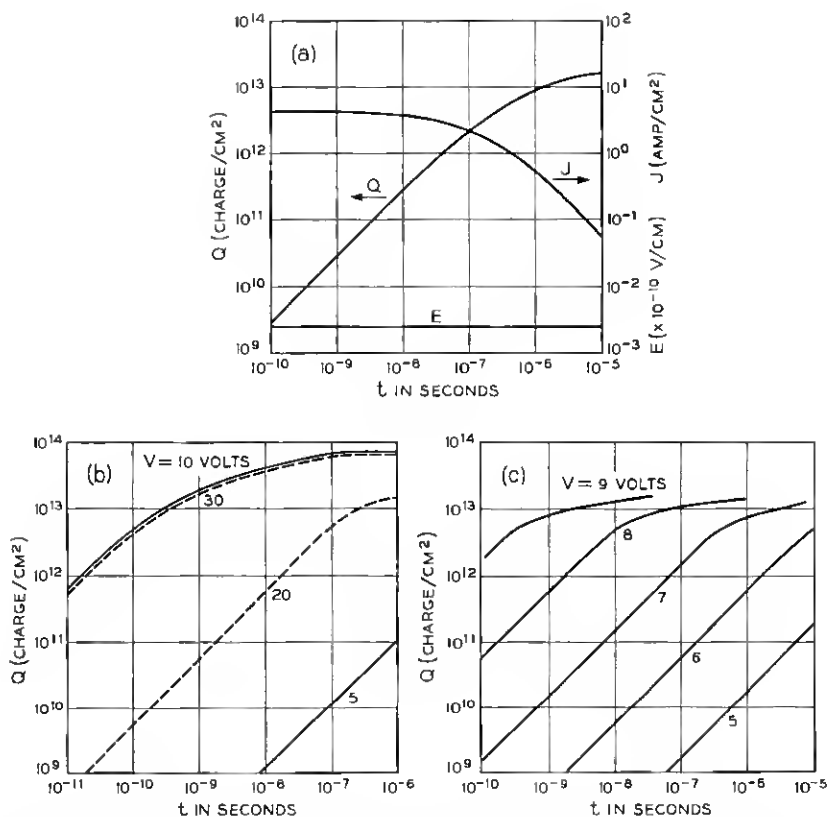 (a)
10^14
10^13
10^12
10^11
10^10
10^9
Q (CHARGE/CM^2)
10^2
10^1
10^0
10^-1
10^-2
10^-3
J (AMP/CM^2)
E (x 10^-10 V/CM)
Q
J
E
10^-10 10^-9 10^-8 10^-7 10^-6 10^-5
t IN SECONDS
(b)
10^14
10^13
10^12
10^11
10^10
10^9
Q (CHARGE/CM^2)
V = 10 VOLTS
30
20
5
10^-11 10^-10 10^-9 10^-8 10^-7 10^-6
t IN SECONDS
(c)
10^14
10^13
10^12
10^11
10^10
10^9
Q (CHARGE/CM^2)
V = 9 VOLTS
8
7
6
5
10^-10 10^-9 10^-8 10^-7 10^-6 10^-5
t IN SECONDS